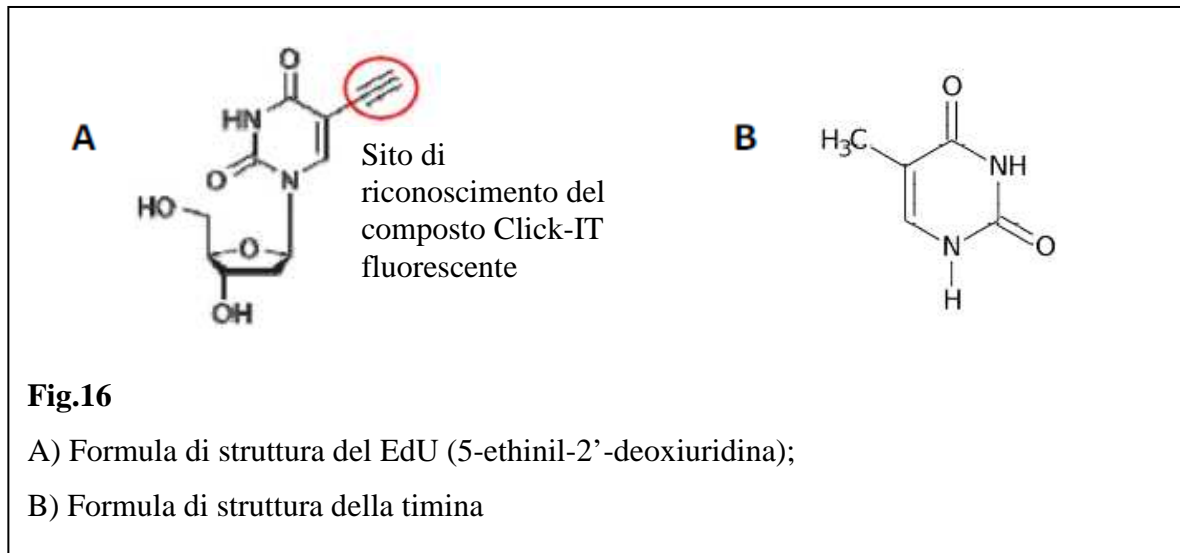 A
O
HN
O
N
HO
O
OH
Sito di
riconoscimento del
composto Click-IT
fluorescente
B
O
H₃C
NH
N
O
H
Fig.16
A) Formula di struttura del EdU (5-ethinil-2’-deoxiuridina);
B) Formula di struttura della timina